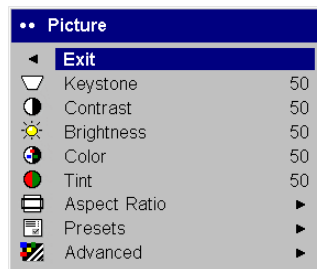 Picture
Exit
Keystone 50
Contrast 50
Brightness 50
Color 50
Tint 50
Aspect Ratio
Presets
Advanced